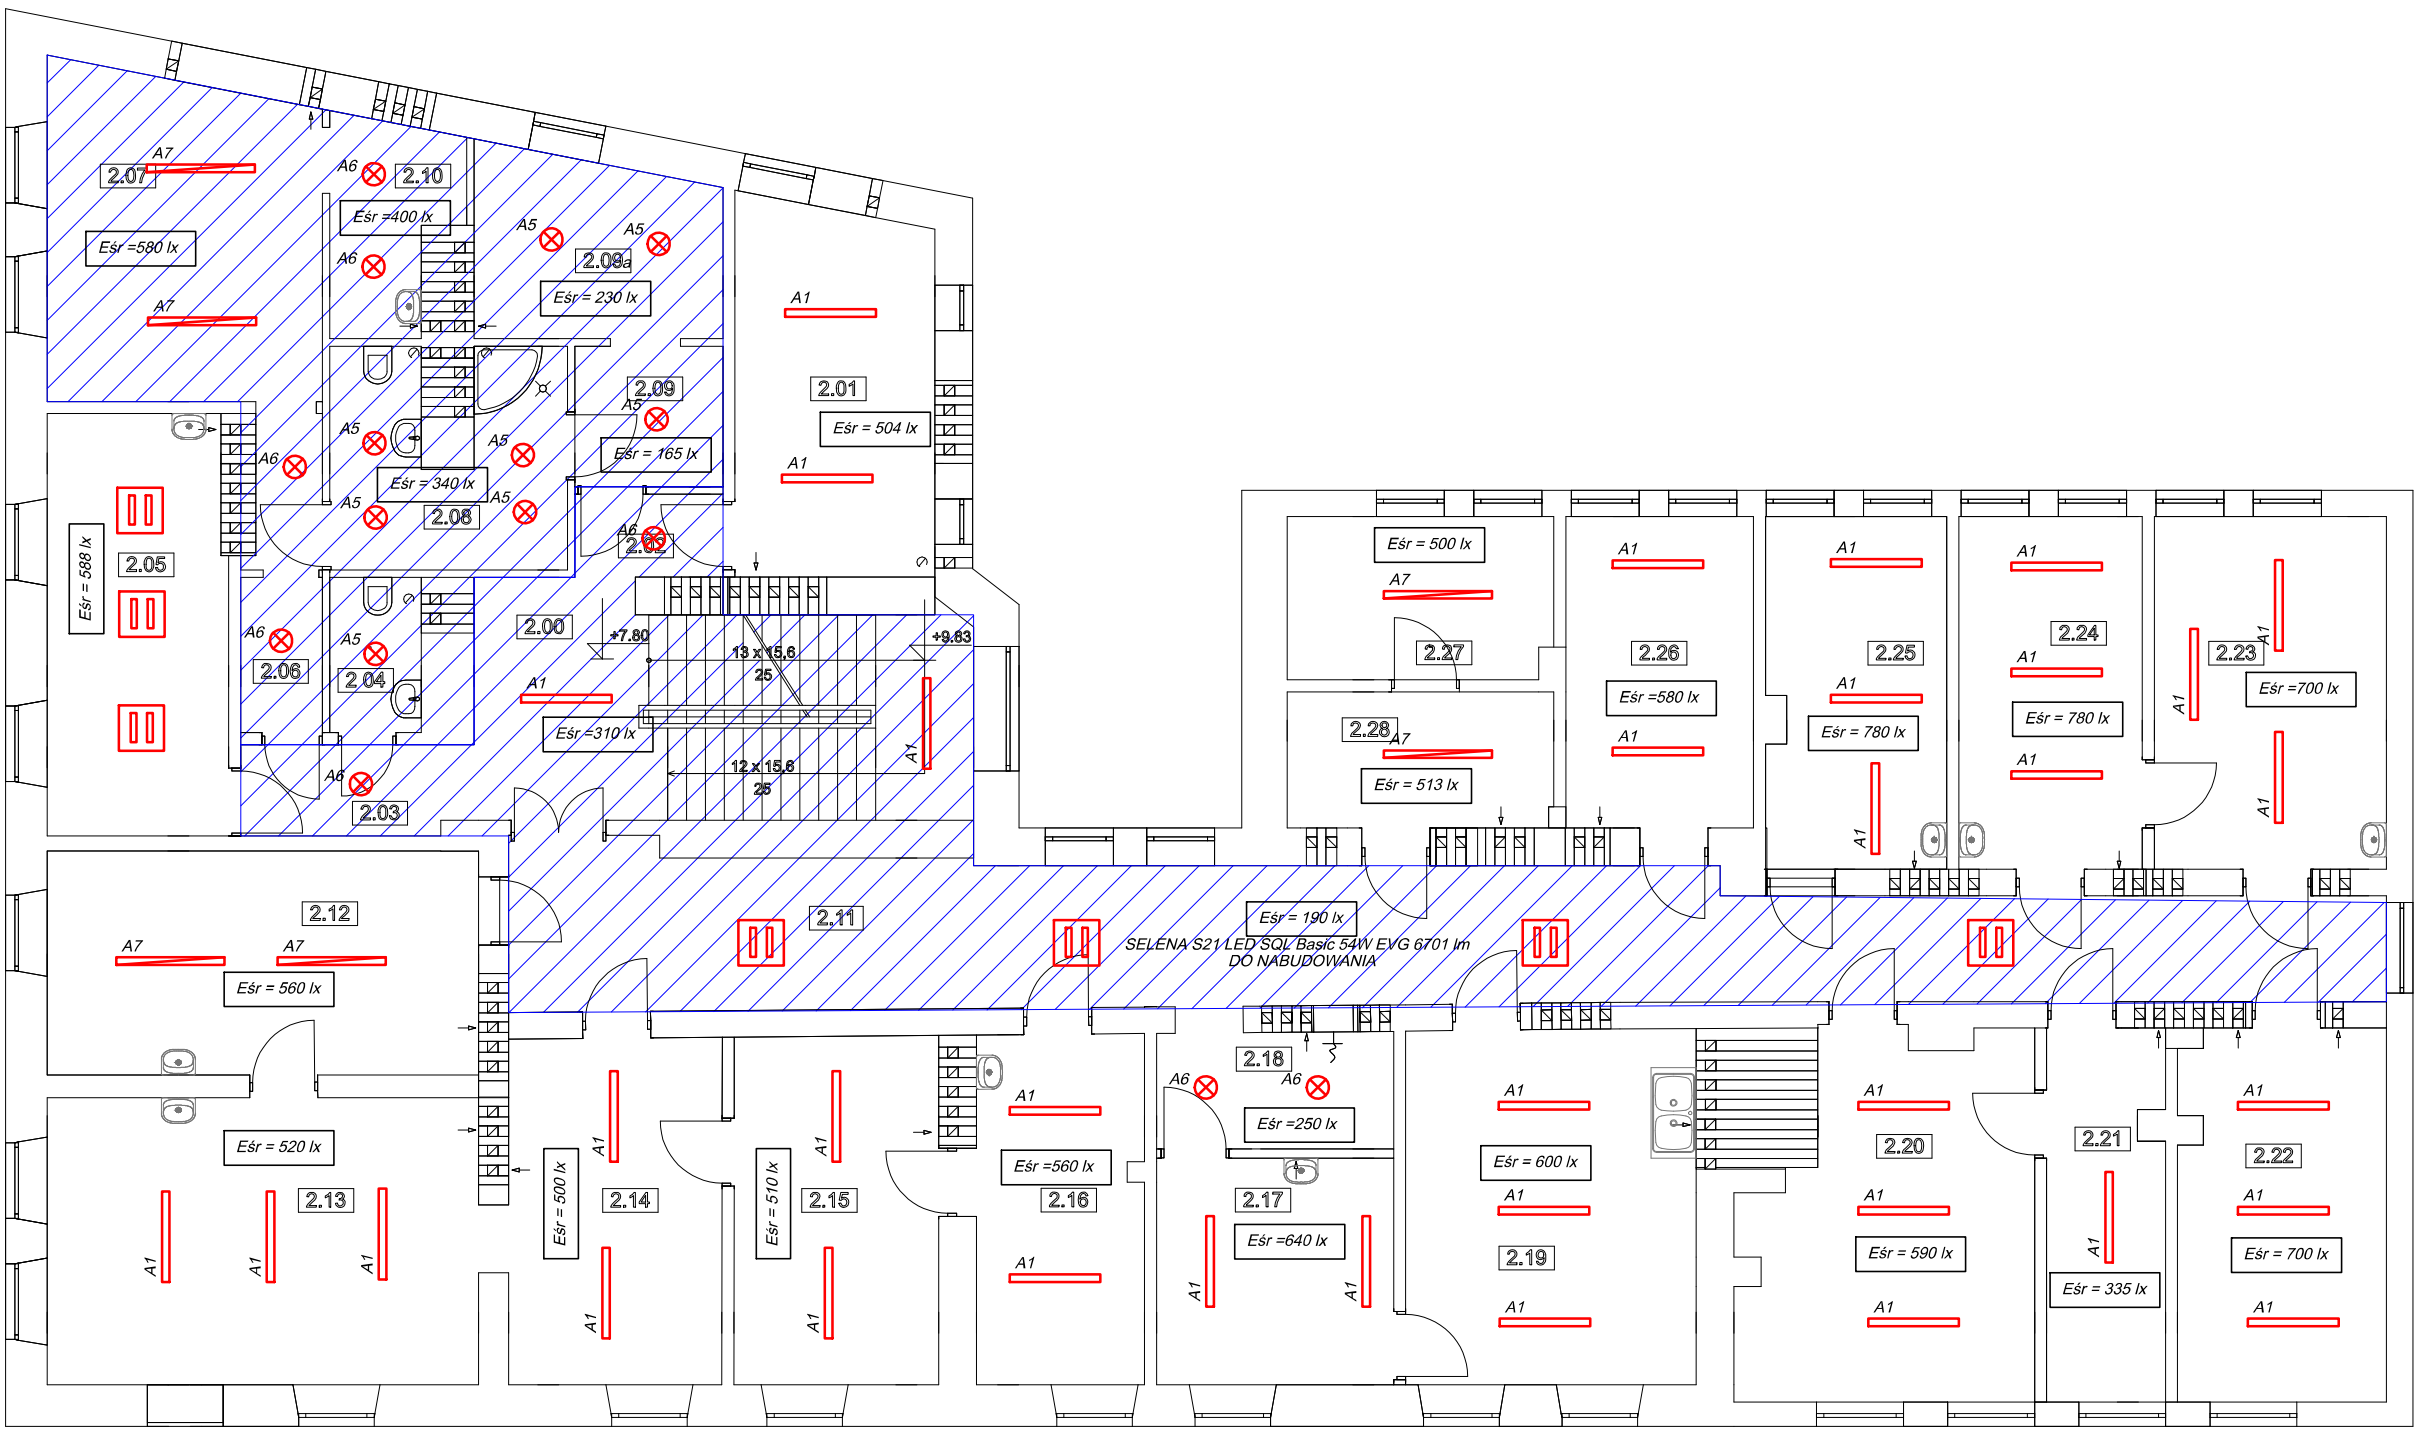 A7
2.07
A6
2.10
Eśr =400 lx
Eśr =580 lx
A6
A7
A5
A5
2.09a
Eśr = 230 lx
A1
2.01
Eśr = 504 lx
A1
2.09
A5
Eśr = 165 lx
A5
A5
A6
Eśr = 340 lx
A5
A5
2.08
A6
2.02
Eśr = 588 lx
2.05
2.00
+7.80
+9.83
13 x 15,6
25
A6
2.06
A5
2.04
A1
Eśr =310 lx
A1
12 x 15,6
25
A6
2.03
Eśr = 500 lx
A7
2.27
2.28
A7
Eśr = 513 lx
A1
2.26
Eśr =580 lx
A1
A1
2.25
A1
Eśr = 780 lx
A1
A1
2.24
A1
Eśr = 780 lx
A1
A1
2.23
A1
Eśr =700 lx
A1
2.12
A7
A7
Eśr = 560 lx
2.11
Eśr = 190 lx
SELENA S21 LED SQL Basic 54W EVG 6701 lm
DO NABUDOWANIA
Eśr = 520 lx
2.13
A1
A1
A1
A1
Eśr = 500 lx
2.14
A1
A1
Eśr = 510 lx
2.15
A1
A1
Eśr =560 lx
2.16
A1
2.18
A6
A6
Eśr =250 lx
2.17
Eśr =640 lx
A1
A1
A1
Eśr = 600 lx
A1
2.19
A1
A1
2.20
A1
Eśr = 590 lx
A1
2.21
A1
Eśr = 335 lx
A1
2.22
A1
Eśr = 700 lx
A1